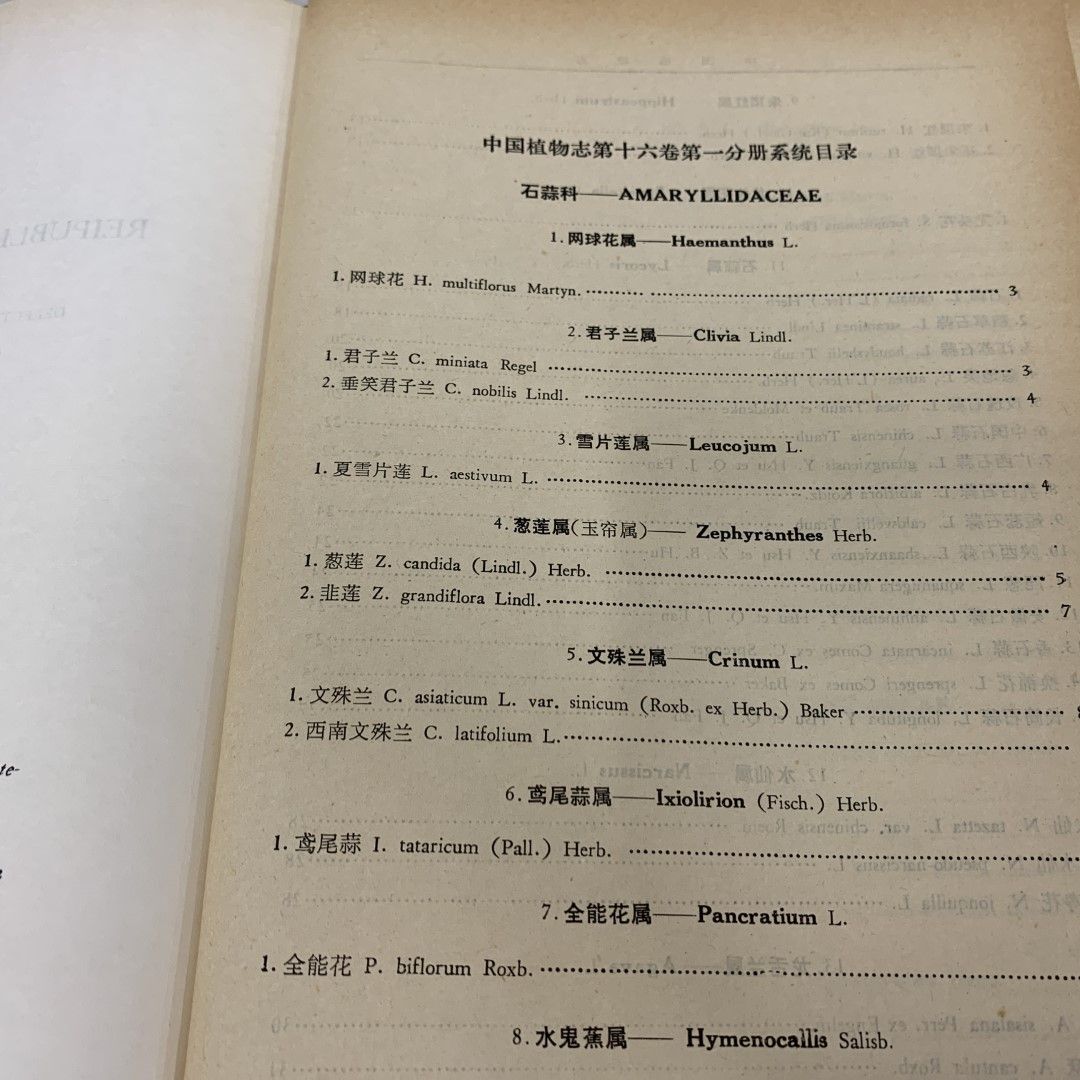 REIPUBLI
DELECT
te-
中国植物志第十六卷第一分册系统目录
石蒜科——AMARYLLIDACEAE
1.网球花属——Haemanthus L.
1.网球花 H. multiflorus Martyn. 3
2.君子兰属——Clivia Lindl.
1.君子兰 C. miniata Regel 3
2.垂笑君子兰 C. nobilis Lindl. 4
3.雪片莲属——Leucojum L.
1.夏雪片莲 L. aestivum L. 4
4.葱莲属(玉帘属)——Zephyranthes Herb.
1.葱莲 Z. candida (Lindl.) Herb. 5
2.韭莲 Z. grandiflora Lindl. 7
5.文殊兰属——Crinum L.
1.文殊兰 C. asiaticum L. var. sinicum (Roxb. ex Herb.) Baker
2.西南文殊兰 C. latifolium L.
6.鸢尾蒜属——Ixiolirion (Fisch.) Herb.
1.鸢尾蒜 I. tataricum (Pall.) Herb.
7.全能花属——Pancratium L.
1.全能花 P. biflorum Roxb.
8.水鬼蕉属——Hymenocallis Salisb.